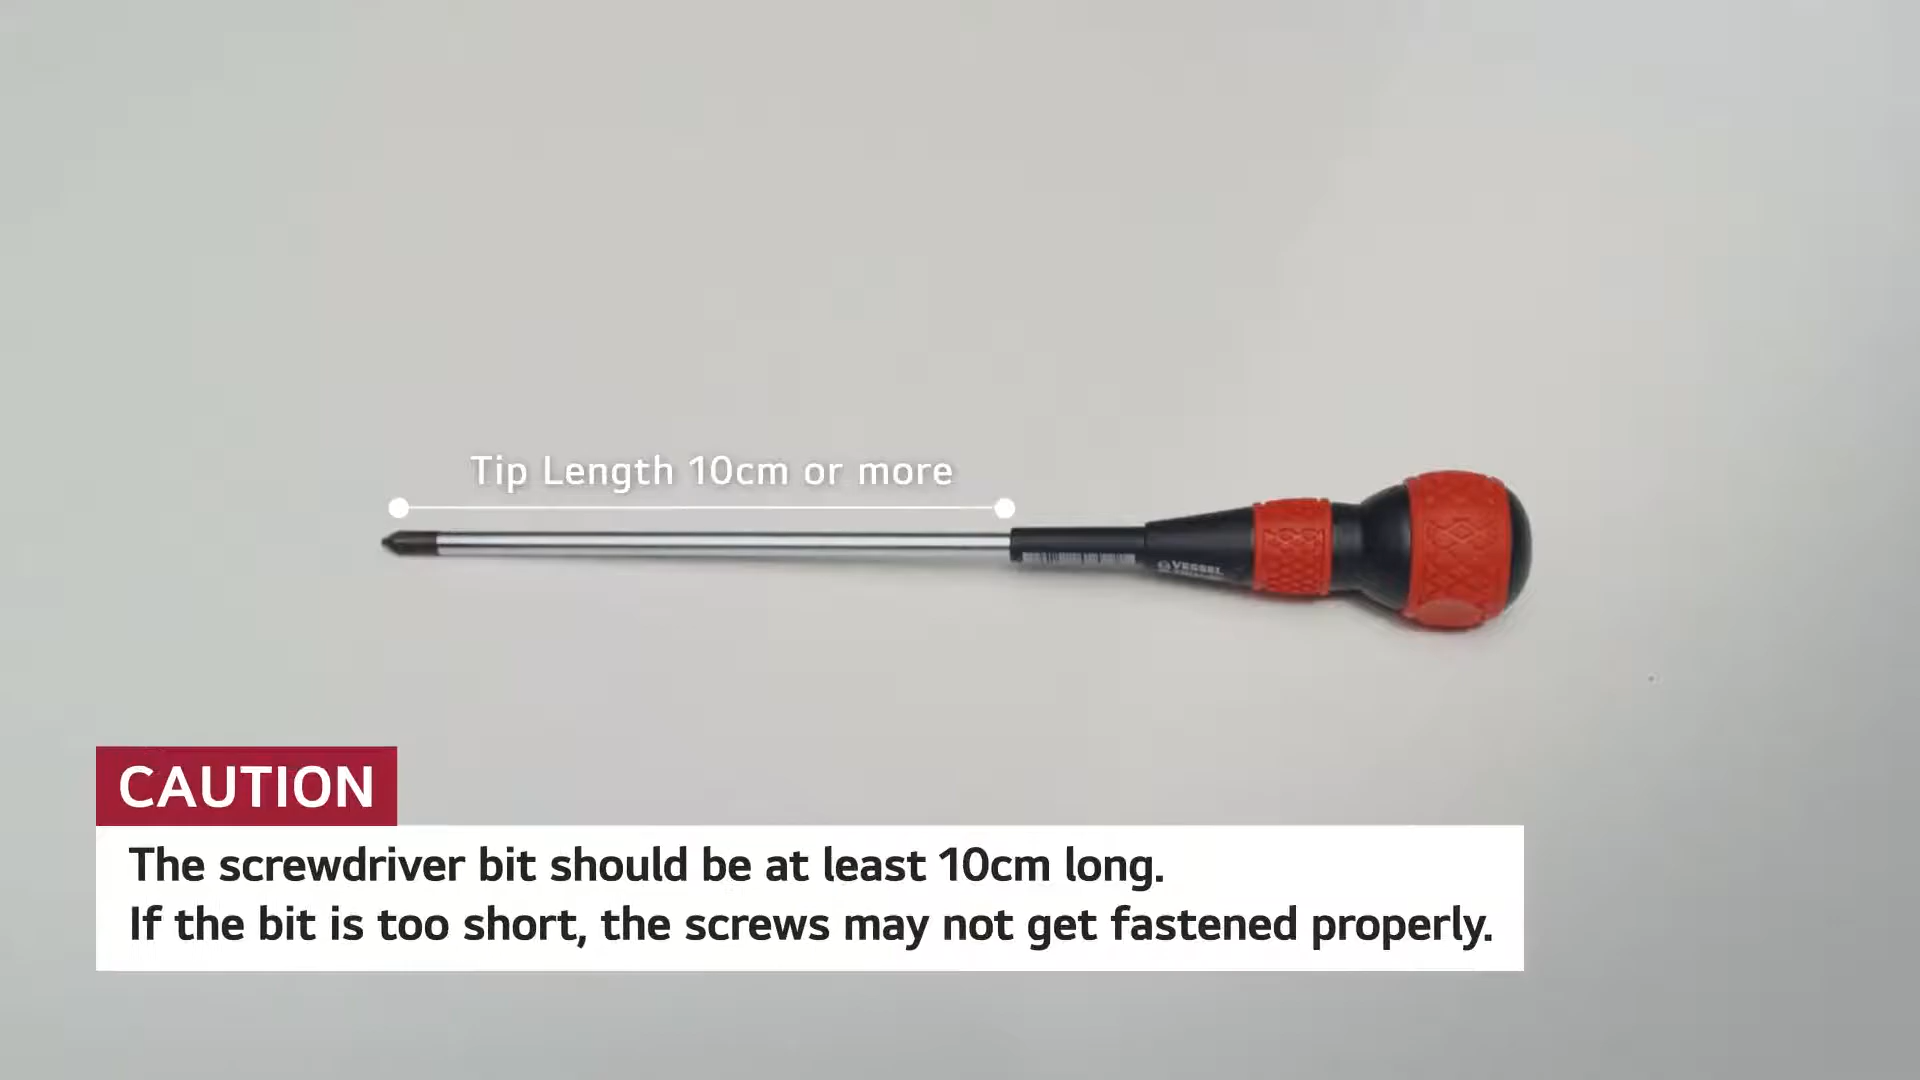 Tip Length 10cm or more
VESSEL
CAUTION
The screwdriver bit should be at least 10cm long.
If the bit is too short, the screws may not get fastened properly.